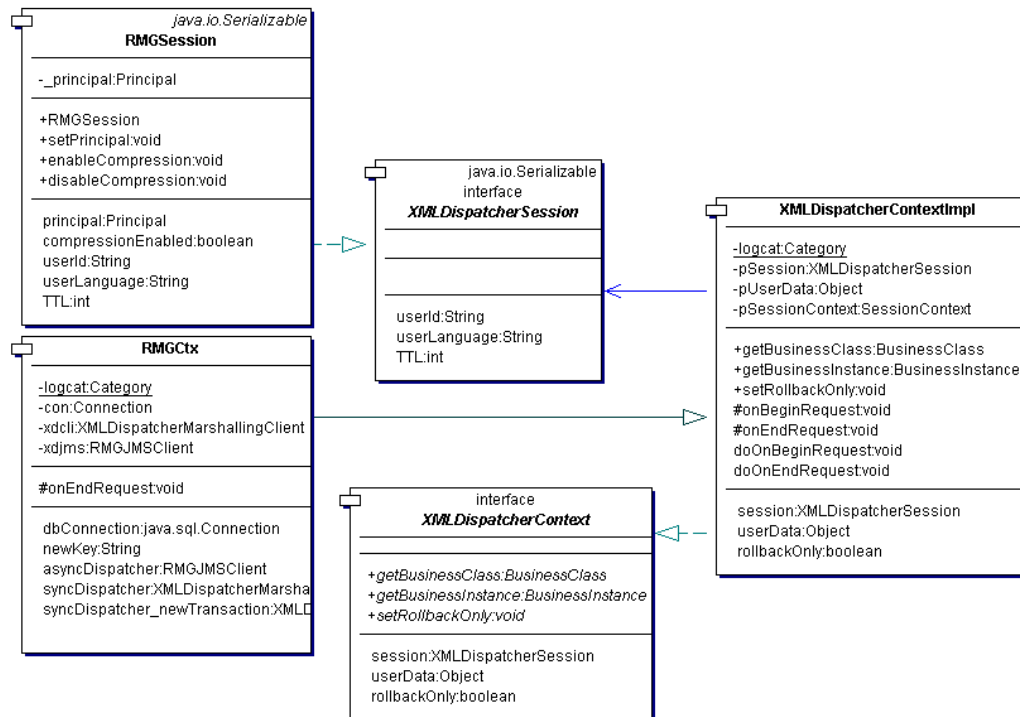 java.io.Serializable
RMGSession
-_principal:Principal
+RMGSession
+setPrincipal:void
+enableCompression:void
+disableCompression:void
principal:Principal
compressionEnabled:boolean
userId:String
userLanguage:String
TTL:int
java.io.Serializable
interface
XMLDispatcherSession
userId:String
userLanguage:String
TTL:int
XMLDispatcherContextImpl
-logcat:Category
-pSession:XMLDispatcherSession
-pUserData:Object
-pSessionContext:SessionContext
+getBusinessClass:BusinessClass
+getBusinessInstance:BusinessInstance
+setRollbackOnly:void
#onBeginRequest:void
#onEndRequest:void
doOnBeginRequest:void
doOnEndRequest:void
session:XMLDispatcherSession
userData:Object
rollbackOnly:boolean
RMGCtx
-logcat:Category
-con:Connection
-xdcli:XMLDispatcherMarshallingClient
-xdjms:RMGJMSClient
#onEndRequest:void
dbConnection:java.sql.Connection
newKey:String
asyncDispatcher:RMGJMSClient
syncDispatcher:XMLDispatcherMarsha
syncDispatcher_newTransaction:XMLD
interface
XMLDispatcherContext
+getBusinessClass:BusinessClass
+getBusinessInstance:BusinessInstance
+setRollbackOnly:void
session:XMLDispatcherSession
userData:Object
rollbackOnly:boolean